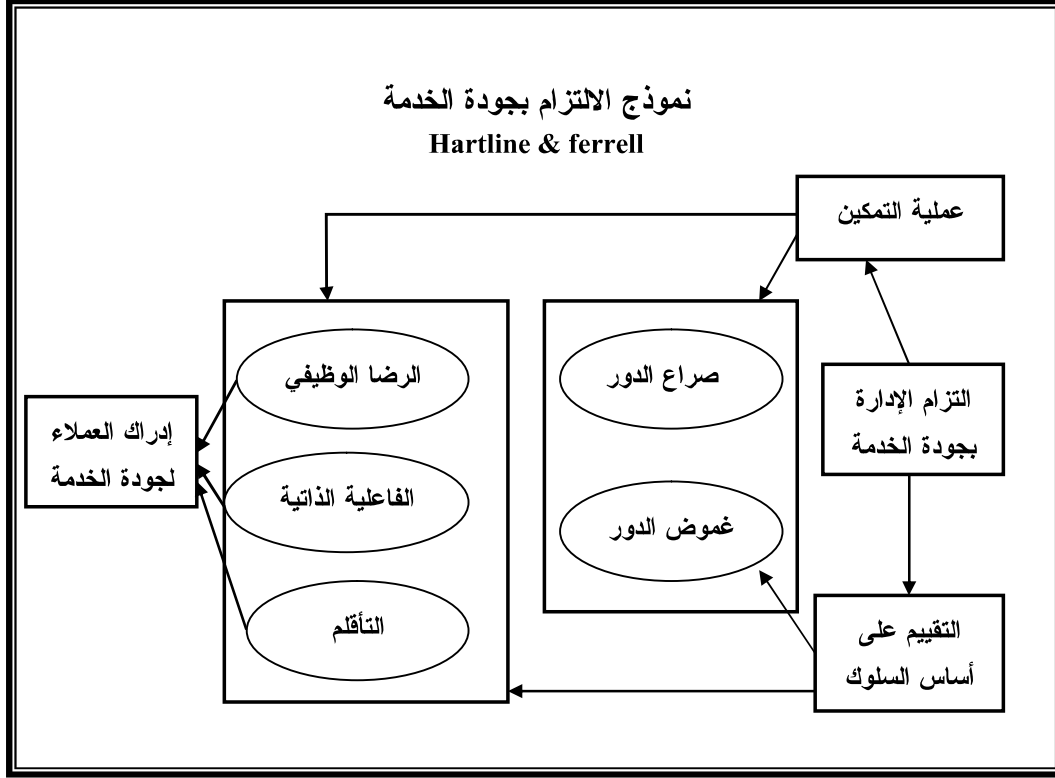 نموذج الالتزام بجودة الخدمة
Hartline & ferrell
عملية التمكين
التزام الإدارة
بجودة الخدمة
التقييم على
أساس السلوك
صراع الدور
غموض الدور
الرضا الوظيفي
الفاعلية الذاتية
التأقلم
إدراك العملاء
لجودة الخدمة